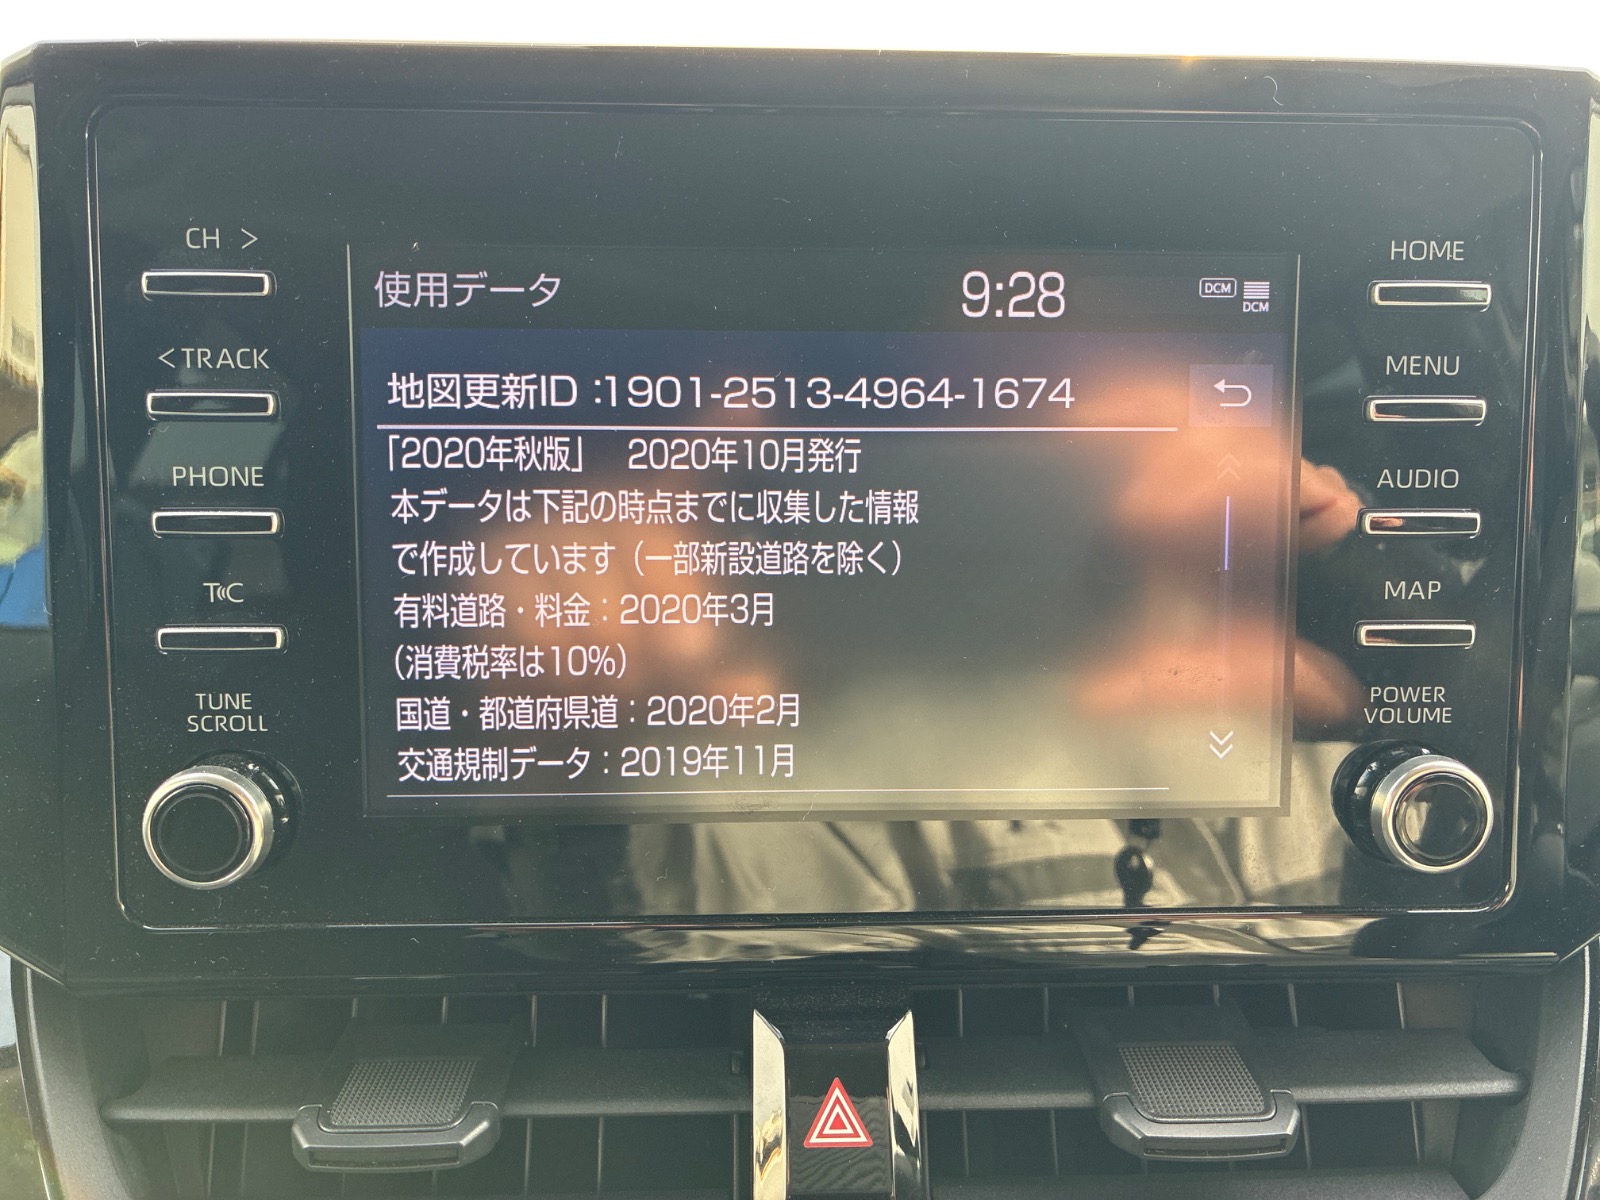 CH >
<TRACK
PHONE
TC
TUNE
SCROLL
使用データ
9:28
DCM
DCM
地図更新ID:1901-2513-4964-1674
「2020年秋版」 2020年10月発行
本データは下記の時点までに収集した情報
で作成しています（一部新設道路を除く）
有料道路・料金：2020年3月
(消費税率は10%)
国道・都道府県道：2020年2月
交通規制データ：2019年11月
HOME
MENU
AUDIO
MAP
POWER
VOLUME